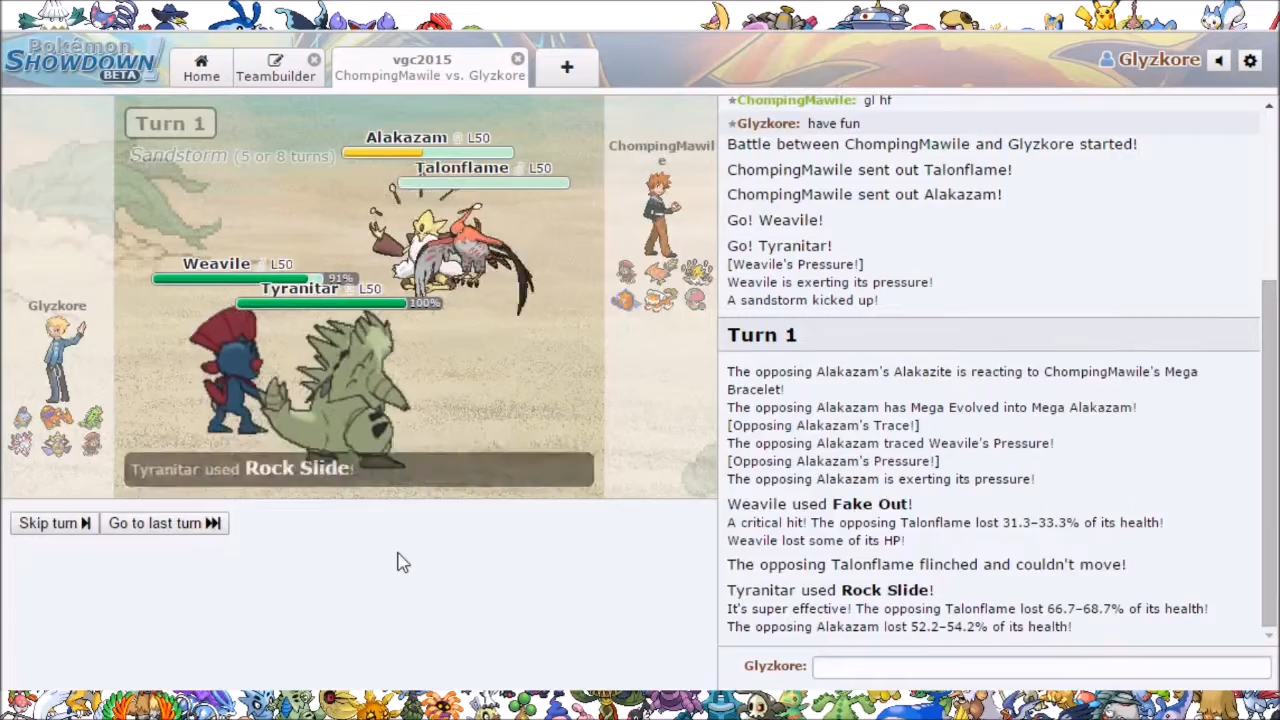 Pokémon
SHOWDOWN
BETA
Home
Teambuilder
vgc2015
ChompingMawile vs. Glyzkore
+
Glyzkore
Turn 1
Sandstorm (5 or 8 turns)
Alakazam L50
Talonflame L50
Weavile L50
91%
Tyranitar L50
100%
Glyzkore
ChompingMawil
e
Tyranitar used Rock Slide!
Skip turn
Go to last turn
★ChompingMawile: gl hf
★Glyzkore: have fun
Battle between ChompingMawile and Glyzkore started!
ChompingMawile sent out Talonflame!
ChompingMawile sent out Alakazam!
Go! Weavile!
Go! Tyranitar!
[Weavile's Pressure!]
Weavile is exerting its pressure!
A sandstorm kicked up!
Turn 1
The opposing Alakazam's Alakazite is reacting to ChompingMawile's Mega
Bracelet!
The opposing Alakazam has Mega Evolved into Mega Alakazam!
[Opposing Alakazam's Trace!]
The opposing Alakazam traced Weavile's Pressure!
[Opposing Alakazam's Pressure!]
The opposing Alakazam is exerting its pressure!
Weavile used Fake Out!
A critical hit! The opposing Talonflame lost 31.3–33.3% of its health!
Weavile lost some of its HP!
The opposing Talonflame flinched and couldn't move!
Tyranitar used Rock Slide!
It's super effective! The opposing Talonflame lost 66.7–68.7% of its health!
The opposing Alakazam lost 52.2–54.2% of its health!
Glyzkore: